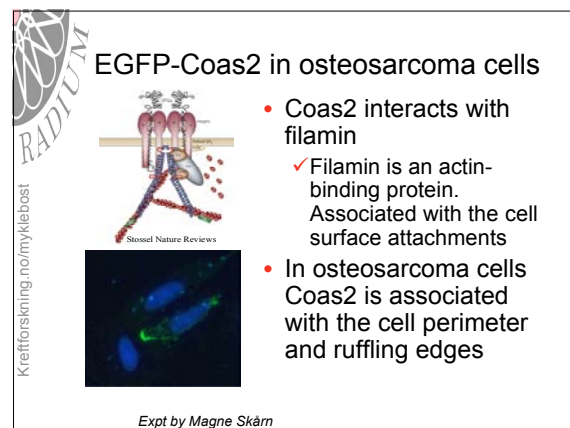 EGFP-Coas2 in osteosarcoma cells
RADIUM
Kreftforskning.no/myklebost
Stossel Nature Reviews
• Coas2 interacts with
filamin
✓Filamin is an actin-
binding protein.
Associated with the cell
surface attachments
• In osteosarcoma cells
Coas2 is associated
with the cell perimeter
and ruffling edges
Expt by Magne Skårn